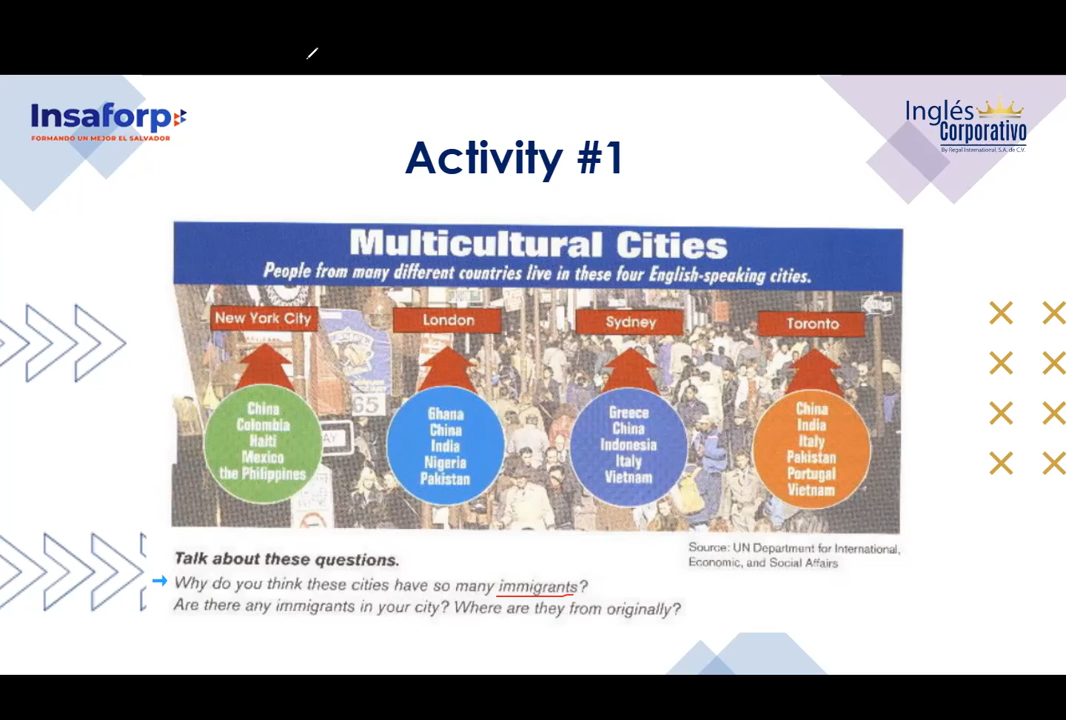 Insaforp
FORMANDO UN MEJOR EL SALVADOR
Inglés
Corporativo
By Regal International, S.A. de C.V.
Activity #1
Multicultural Cities
People from many different countries live in these four English-speaking cities.
New York City
London
Sydney
Toronto
65
China
Colombia
Haiti
Mexico
the Philippines
Ghana
China
India
Nigeria
Pakistan
Greece
China
Indonesia
Italy
Vietnam
China
India
Italy
Pakistan
Portugal
Vietnam
Talk about these questions.
Why do you think these cities have so many immigrants?
Are there any immigrants in your city? Where are they from originally?
Source: UN Department for International,
Economic, and Social Affairs